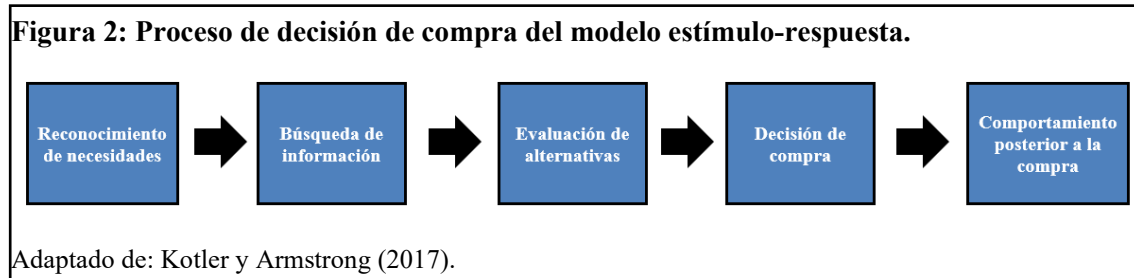 Figura 2: Proceso de decisión de compra del modelo estímulo-respuesta.
Reconocimiento
de necesidades
Búsqueda de
información
Evaluación de
alternativas
Decisión de
compra
Comportamiento
posterior a la
compra
Adaptado de: Kotler y Armstrong (2017).